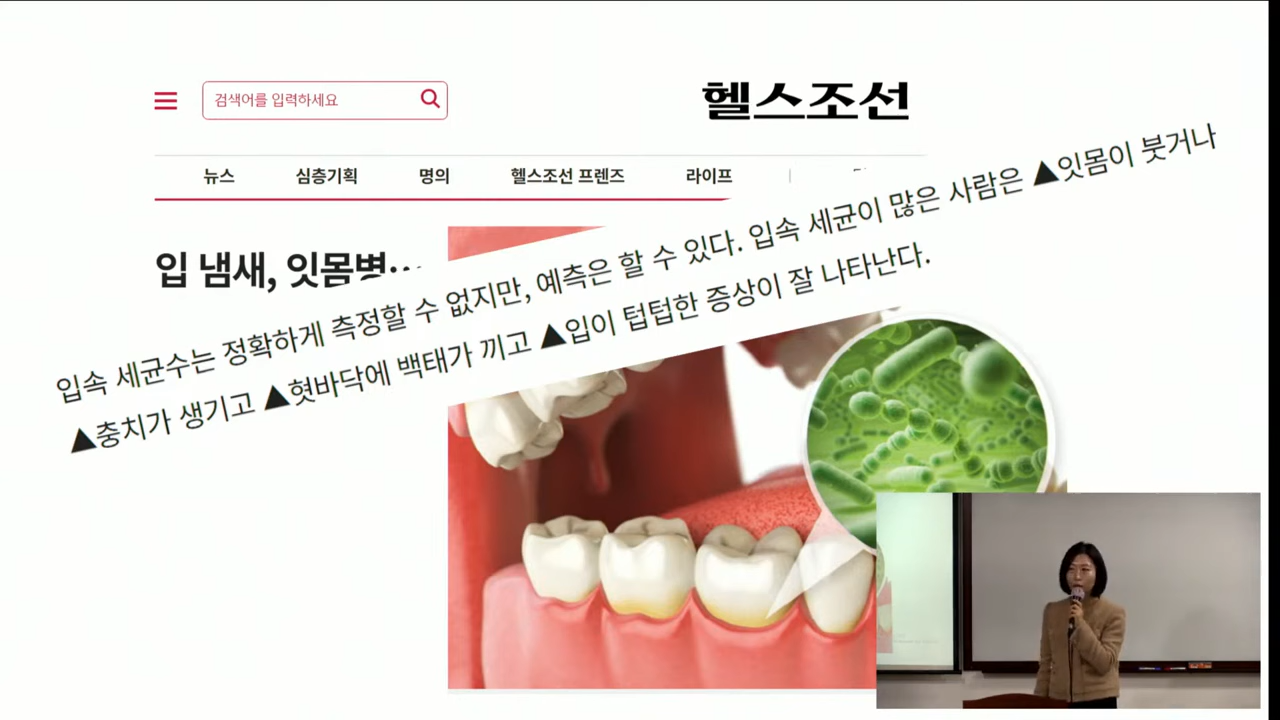 검색어를 입력하세요
헬스조선
뉴스 심층기획 명의 헬스조선 프렌즈 라이프 |
입 냄새, 잇몸병…
입속 세균수는 정확하게 측정할 수 없지만, 예측은 할 수 있다. 입속 세균이 많은 사람은 ▲잇몸이 붓거나
▲충치가 생기고 ▲혓바닥에 백태가 끼고 ▲입이 텁텁한 증상이 잘 나타난다.